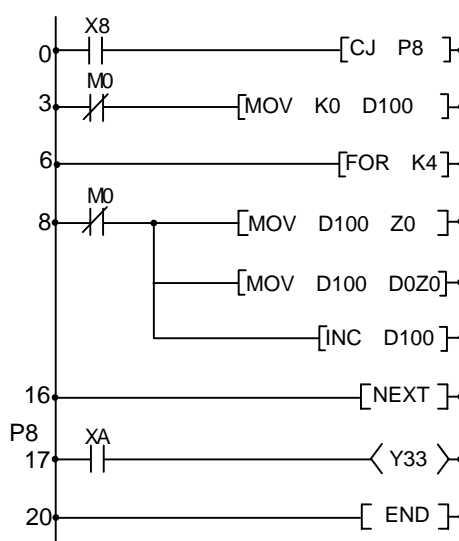 X8
0 [CJ P8]
M0
3 [MOV K0 D100]
6 [FOR K4]
M0
8 [MOV D100 Z0]
[MOV D100 D0Z0]
[INC D100]
16 [NEXT]
P8
XA
17 Y33
20 [END]